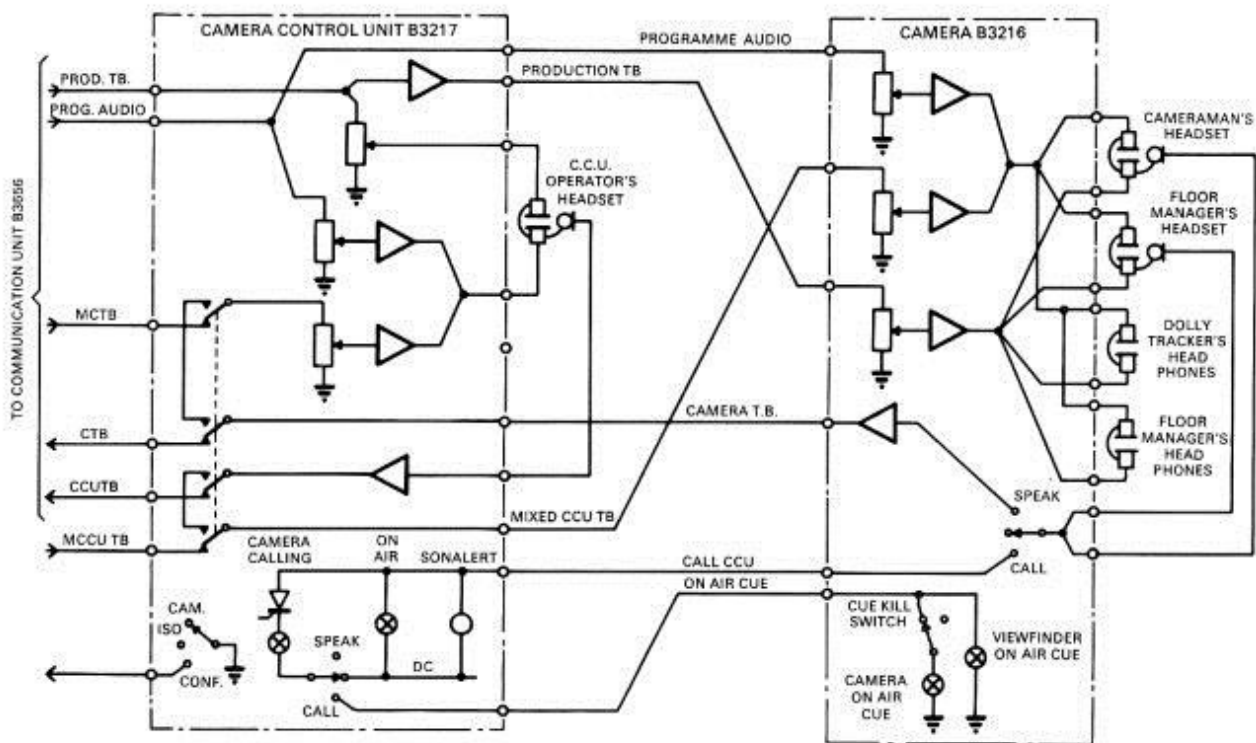 CAMERA CONTROL UNIT B3217
PROGRAMME AUDIO
CAMERA B3216
PROD. TB.
PRODUCTION TB
PROG. AUDIO
CAMERAMAN'S
HEADSET
C.C.U.
OPERATOR'S
HEADSET
FLOOR
MANAGER'S
HEADSET
TO COMMUNICATION UNIT B3656
MCTB
DOLLY
TRACKER'S
HEAD
PHONES
CTB
CAMERA T.B.
FLOOR
MANAGER'S
HEAD
PHONES
CCUTB
SPEAK
MIXED CCU TB
MCCU TB
CAMERA
CALLING
ON
AIR
SONALERT
CALL CCU
CALL
ON AIR CUE
CAM.
ISO
CONF.
SPEAK
DC
CALL
CUE KILL
SWITCH
VIEWFINDER
ON AIR CUE
CAMERA
ON AIR
CUE